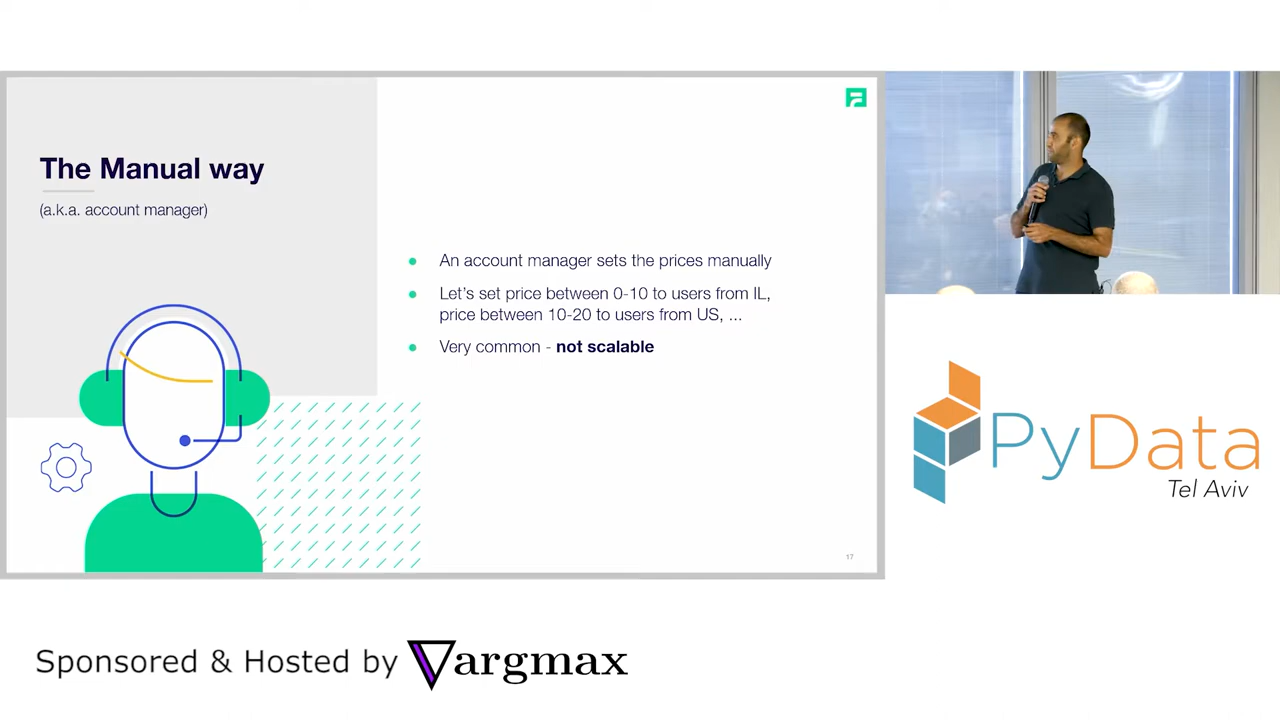 The Manual way
(a.k.a. account manager)
● An account manager sets the prices manually
● Let's set price between 0-10 to users from IL,
price between 10-20 to users from US, ...
● Very common - not scalable
17
PyData
Tel Aviv
Sponsored & Hosted by argmax